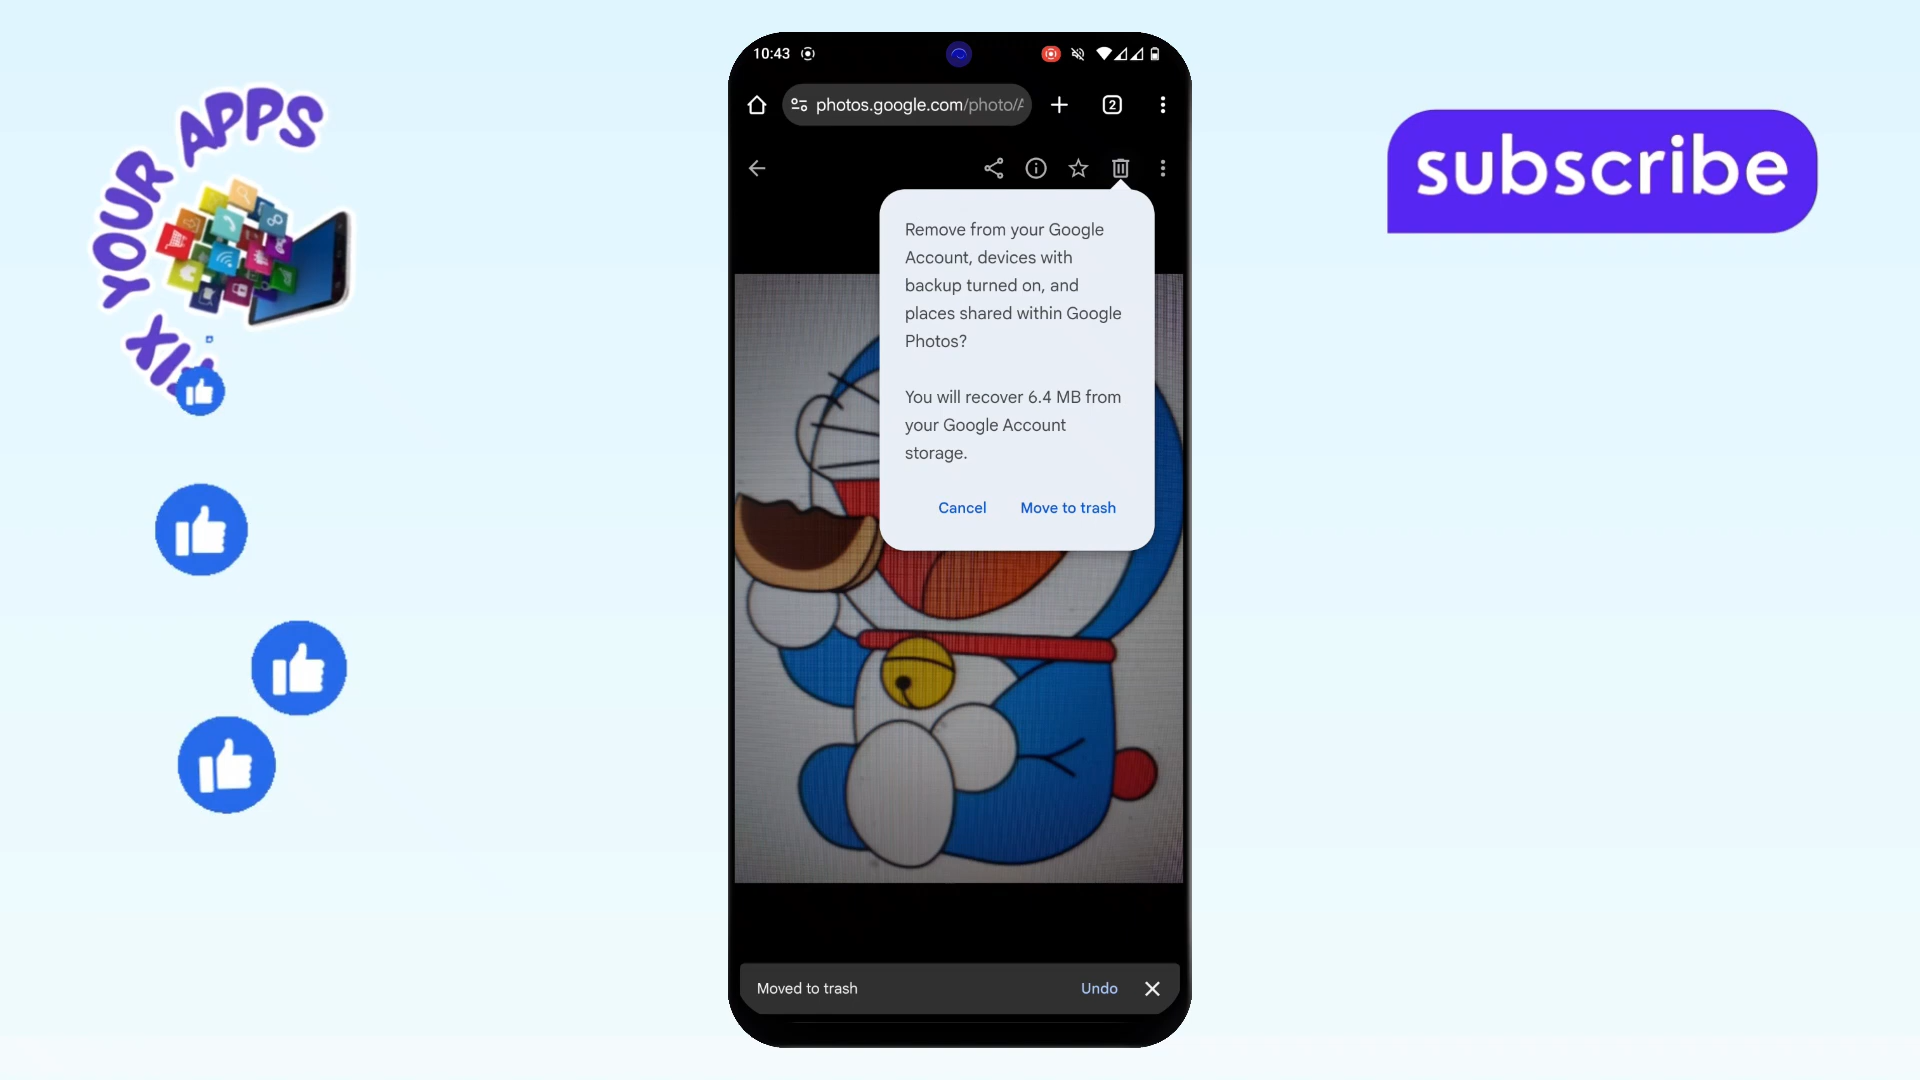 YOUR APPS FIX
10:43
photos.google.com/photo/A
2
Remove from your Google
Account, devices with
backup turned on, and
places shared within Google
Photos?
You will recover 6.4 MB from
your Google Account
storage.
Cancel Move to trash
Moved to trash Undo
subscribe